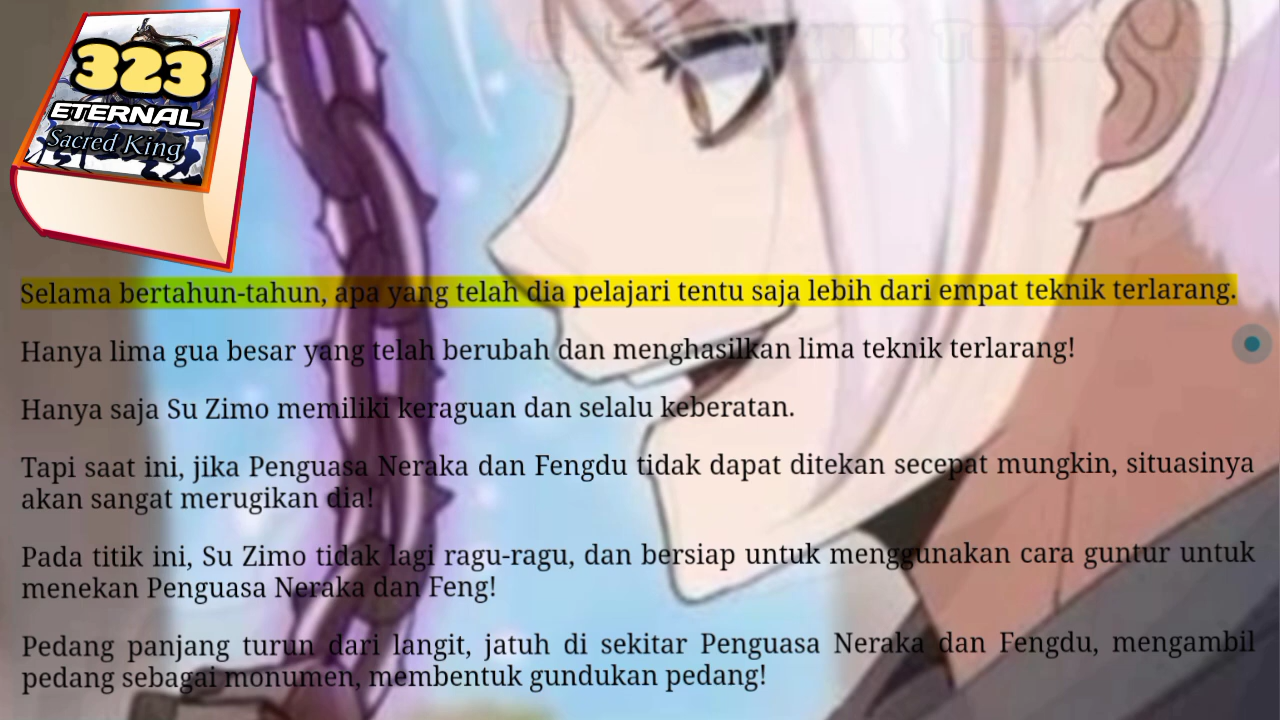 323
ETERNAL
Sacred King
Selama bertahun-tahun, apa yang telah dia pelajari tentu saja lebih dari empat teknik terlarang.
Hanya lima gua besar yang telah berubah dan menghasilkan lima teknik terlarang!
Hanya saja Su Zimo memiliki keraguan dan selalu keberatan.
Tapi saat ini, jika Penguasa Neraka dan Fengdu tidak dapat ditekan secepat mungkin, situasinya
akan sangat merugikan dia!
Pada titik ini, Su Zimo tidak lagi ragu-ragu, dan bersiap untuk menggunakan cara guntur untuk
menekan Penguasa Neraka dan Feng!
Pedang panjang turun dari langit, jatuh di sekitar Penguasa Neraka dan Fengdu, mengambil
pedang sebagai monumen, membentuk gundukan pedang!